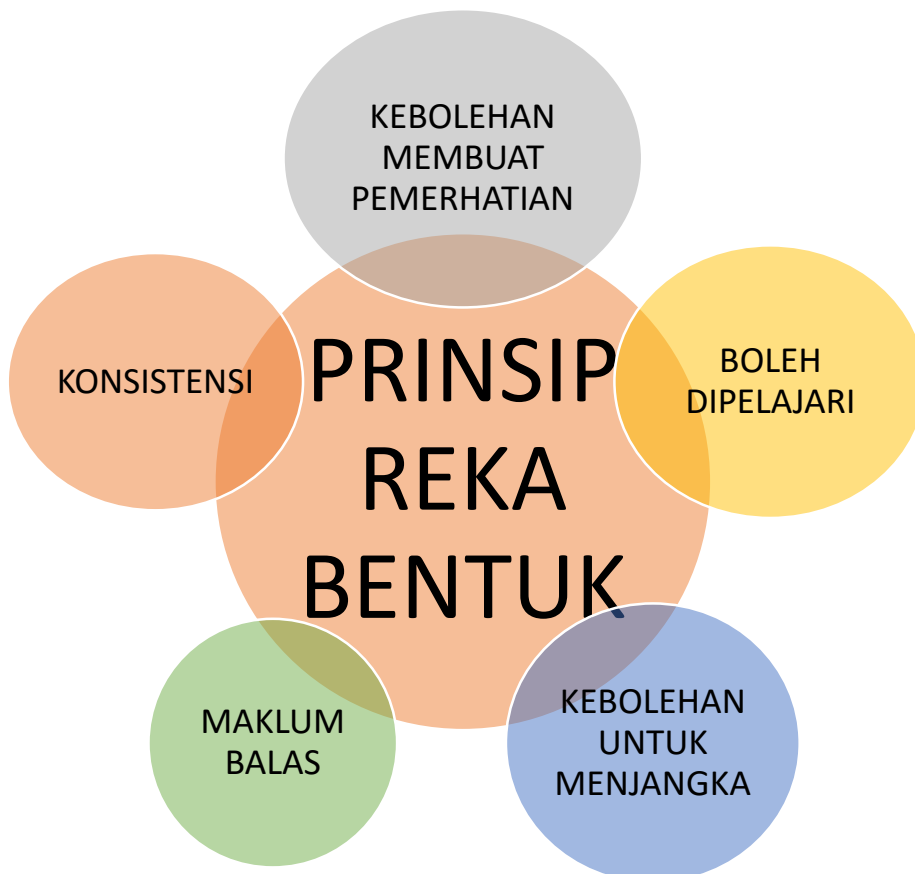 KEBOLEHAN
MEMBUAT
PEMERHATIAN
KONSISTENSI
PRINSIP
REKA
BENTUK
BOLEH
DIPELAJARI
MAKLUM
BALAS
KEBOLEHAN
UNTUK
MENJANGKA